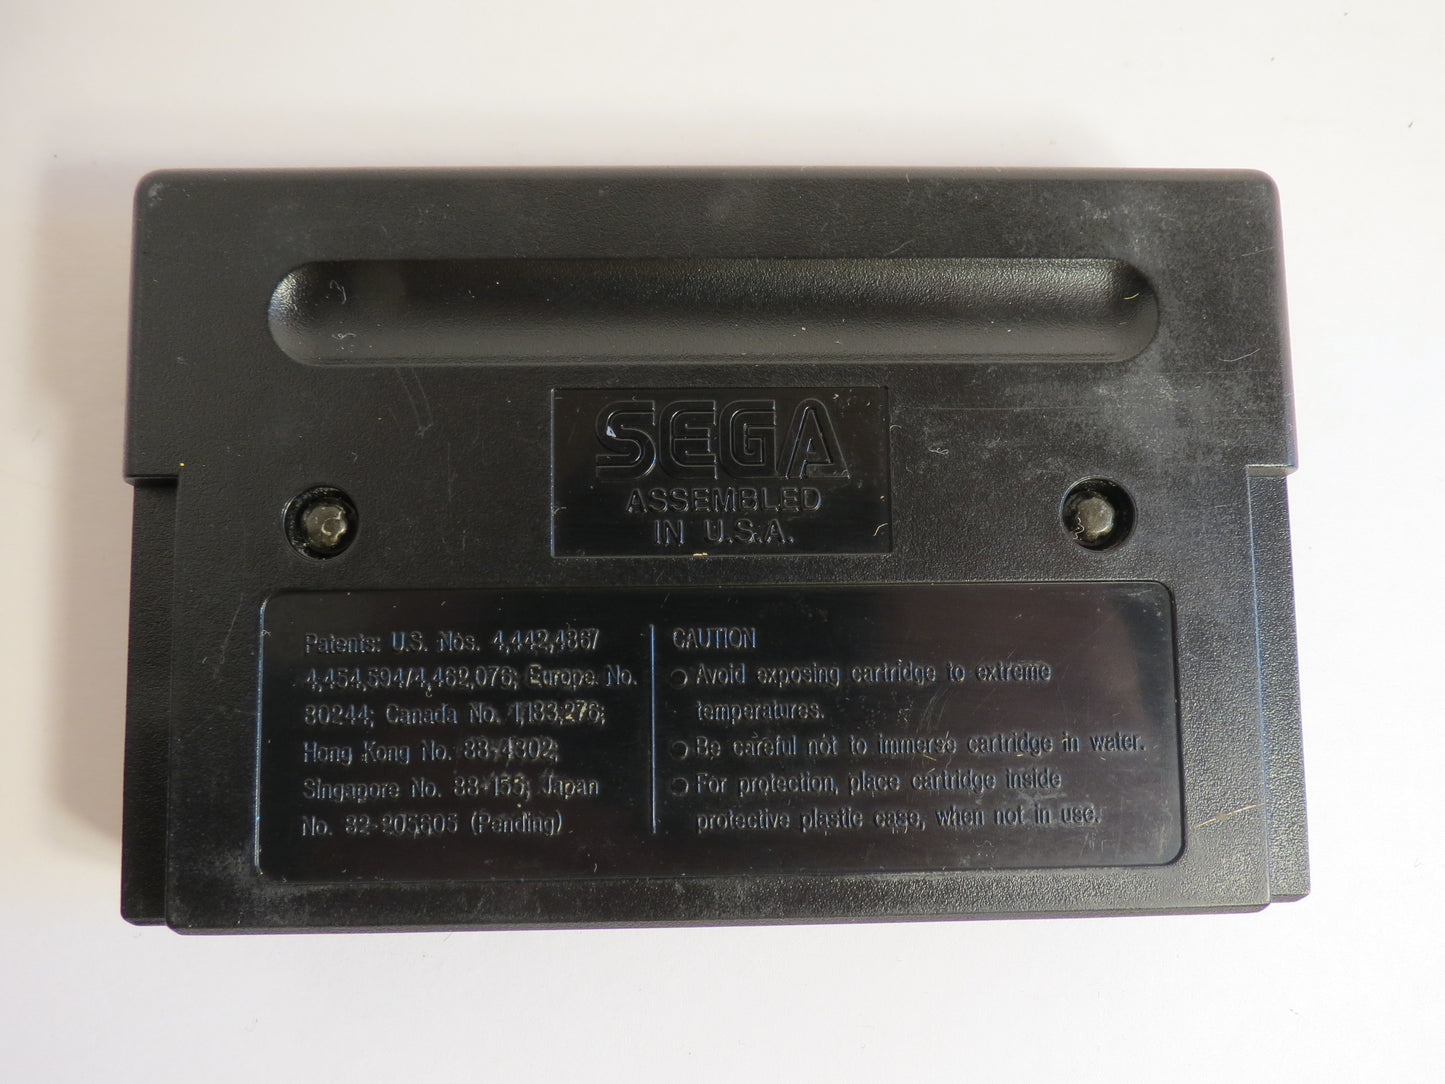 SEGA
ASSEMBLED
IN U.S.A.
Patents: U.S. Nos. 4,442,486/
4,454,594/4,462,076; Europe No.
80244; Canada No. 1,183,276;
Hong Kong No. 88-4302;
Singapore No. 88-155; Japan
No. 82-205605 (Pending)
CAUTION
○ Avoid exposing cartridge to extreme
temperatures.
○ Be careful not to immerse cartridge in water.
○ For protection, place cartridge inside
protective plastic case, when not in use.